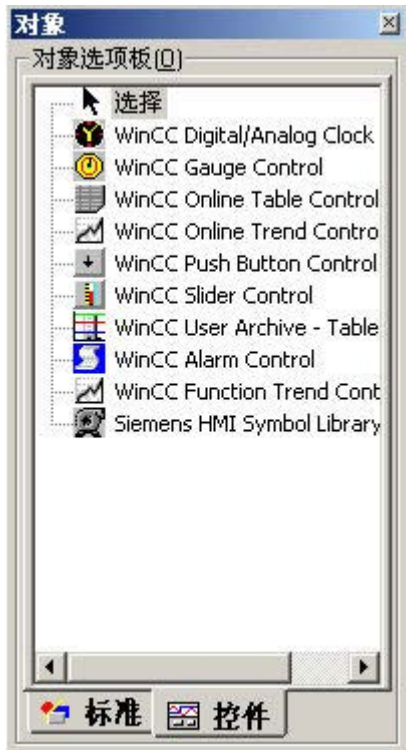 对象
对象选项板(O)
选择
WinCC Digital/Analog Clock
WinCC Gauge Control
WinCC Online Table Control
WinCC Online Trend Contro
WinCC Push Button Control
WinCC Slider Control
WinCC User Archive - Table
WinCC Alarm Control
WinCC Function Trend Cont
Siemens HMI Symbol Library
标准 控件